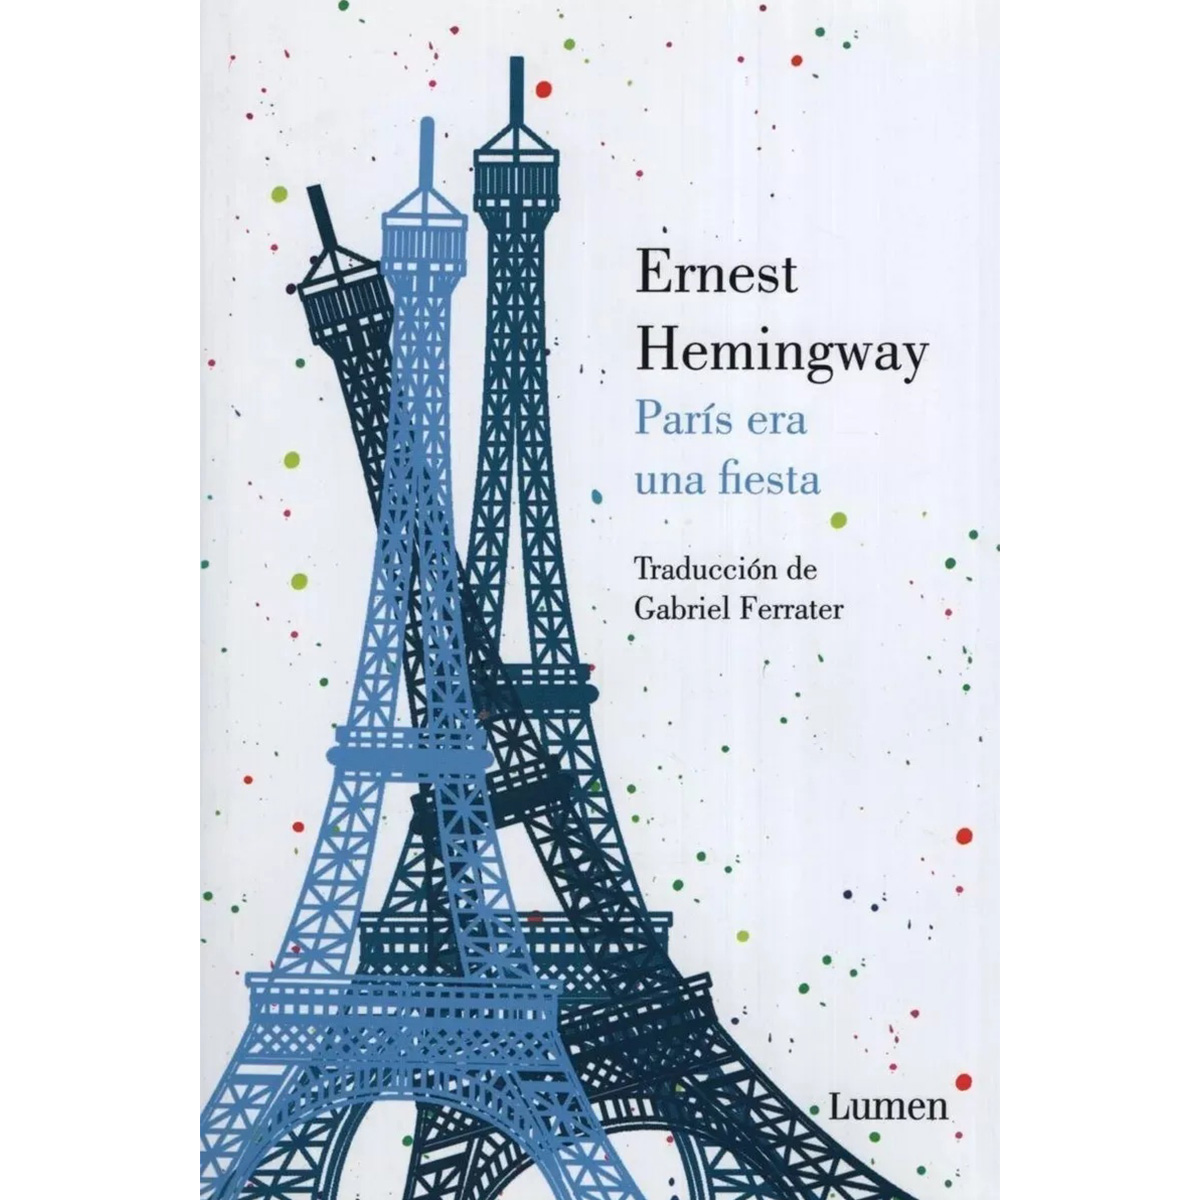 Ernest
Hemingway
París era
una fiesta
Traducción de
Gabriel Ferrater
Lumen